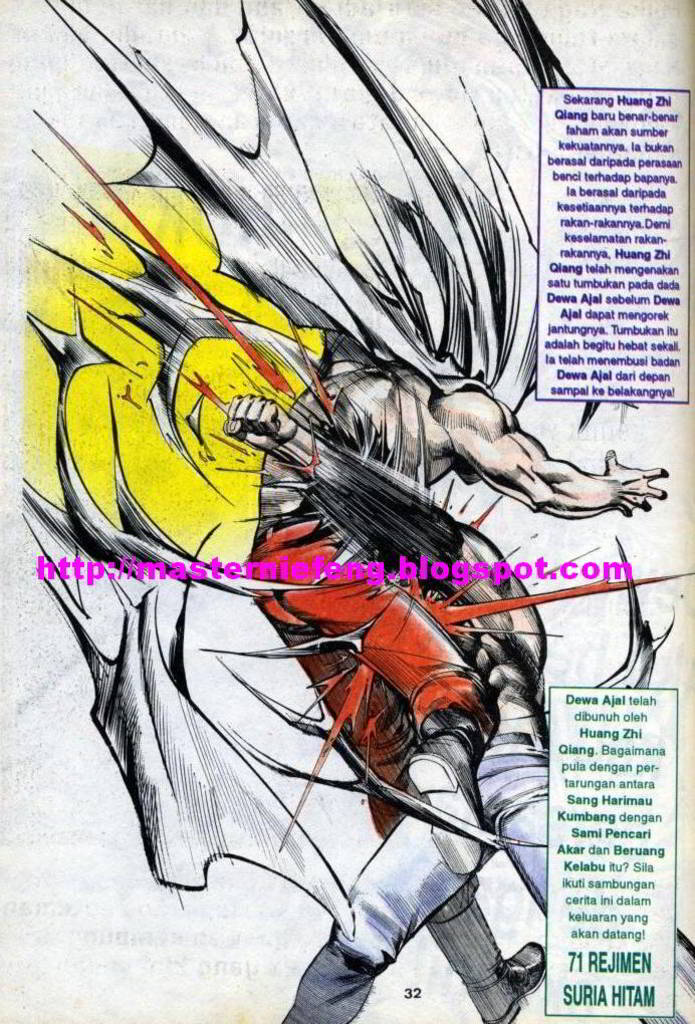 Sekarang Huang Zhi
Qiang baru benar-benar
faham akan sumber
kekuatannya. Ia bukan
berasal daripada perasaan
benci terhadap bapanya.
Ia berasal daripada
kesetiaannya terhadap
rakan-rakannya.Demi
keselamatan rakan-
rakannya, Huang Zhi
Qiang telah mengenakan
satu tumbukan pada dada
Dewa Ajal sebelum Dewa
Ajal dapat mengorek
jantungnya. Tumbukan itu
adalah begitu hebat sekali.
Ia telah menembusi badan
Dewa Ajal dari depan
sampai ke belakangnya!
http://mastermiefeng.blogspot.com
Dewa Ajal telah
dibunuh oleh
Huang Zhi
Qiang. Bagaimana
pula dengan per-
tarungan antara
Sang Harimau
Kumbang dengan
Sami Pencari
Akar dan Beruang
Kelabu itu? Sila
ikuti sambungan
cerita ini dalam
keluaran yang
akan datang!
71 REJIMEN
SURIA HITAM
32